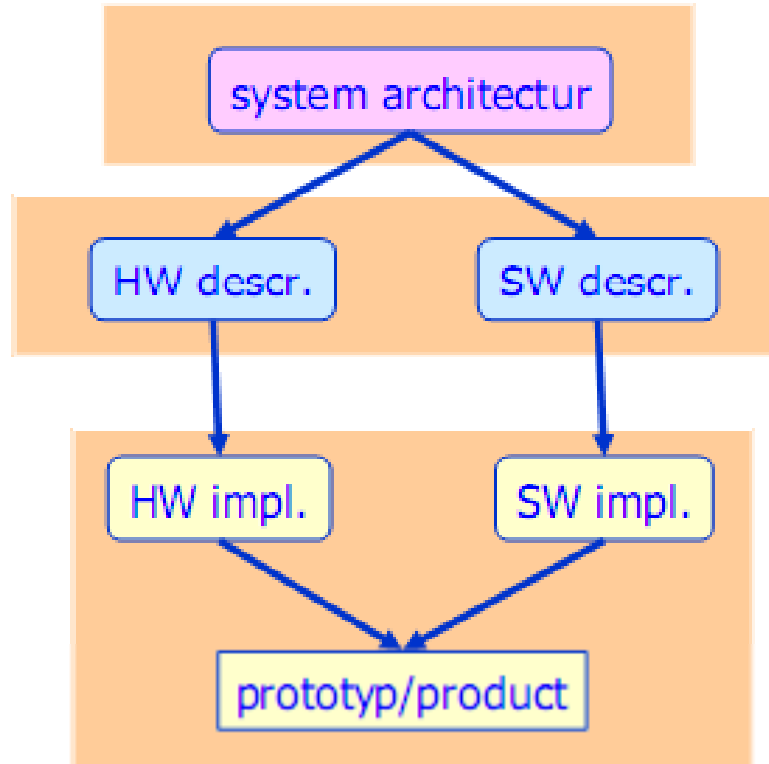 system architectur
HW descr.
SW descr.
HW impl.
SW impl.
prototyp/product